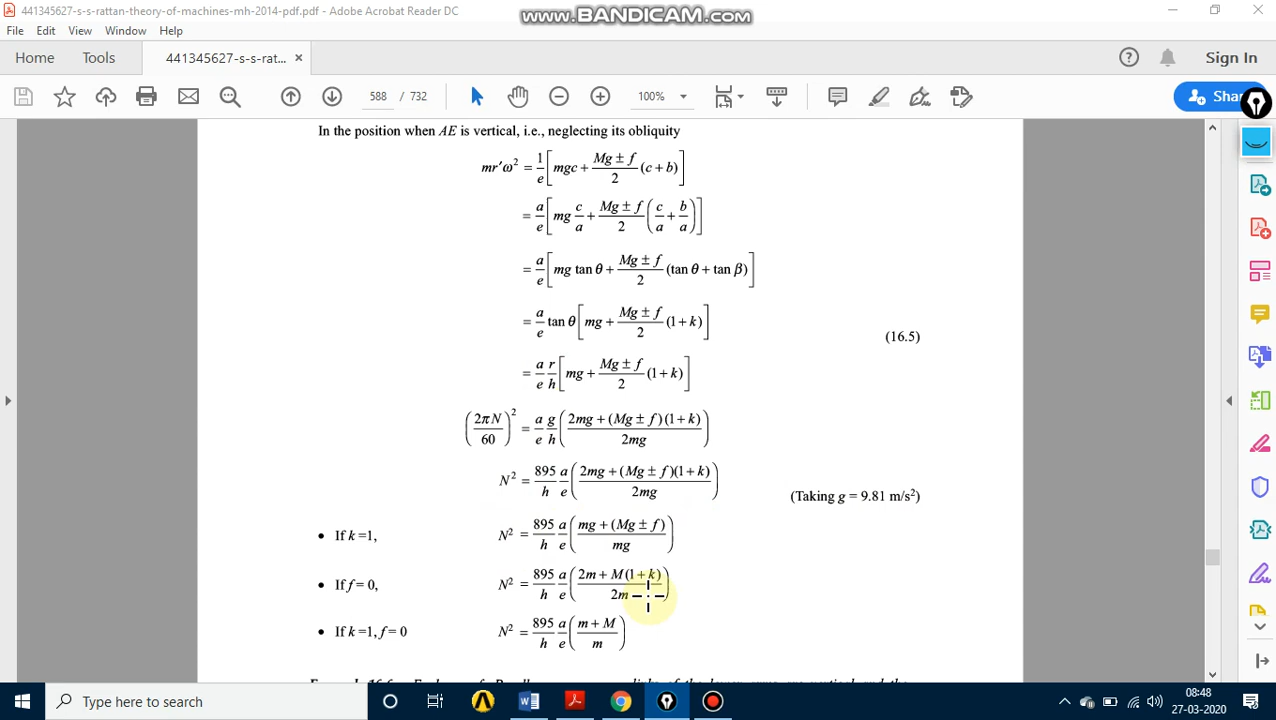 441345627-s-s-rattan-theory-of-machines-mh-2014-pdf.pdf - Adobe Acrobat Reader DC
www.BANDICAM.com
File Edit View Window Help
Home Tools 441345627-s-s-rat... × Sign In
588 / 732 100% Shar
In the position when AE is vertical, i.e., neglecting its obliquity
mr′ω² = 1/e [mgc + (Mg ± f)/2 (c + b)]
= a/e [mg c/a + (Mg ± f)/2 (c/a + b/a)]
= a/e [mg tan θ + (Mg ± f)/2 (tan θ + tan β)]
= a/e tan θ [mg + (Mg ± f)/2 (1 + k)] (16.5)
= a/e r/h [mg + (Mg ± f)/2 (1 + k)]
(2πN/60)² = a/e g/h ((2mg + (Mg ± f)(1 + k))/2mg)
N² = 895/h a/e ((2mg + (Mg ± f)(1 + k))/2mg) (Taking g = 9.81 m/s²)
• If k =1, N² = 895/h a/e ((mg + (Mg ± f))/mg)
• If f = 0, N² = 895/h a/e ((2m + M(1 + k))/2m)
• If k =1, f = 0 N² = 895/h a/e ((m + M)/m)
Type here to search
08:48
27-03-2020